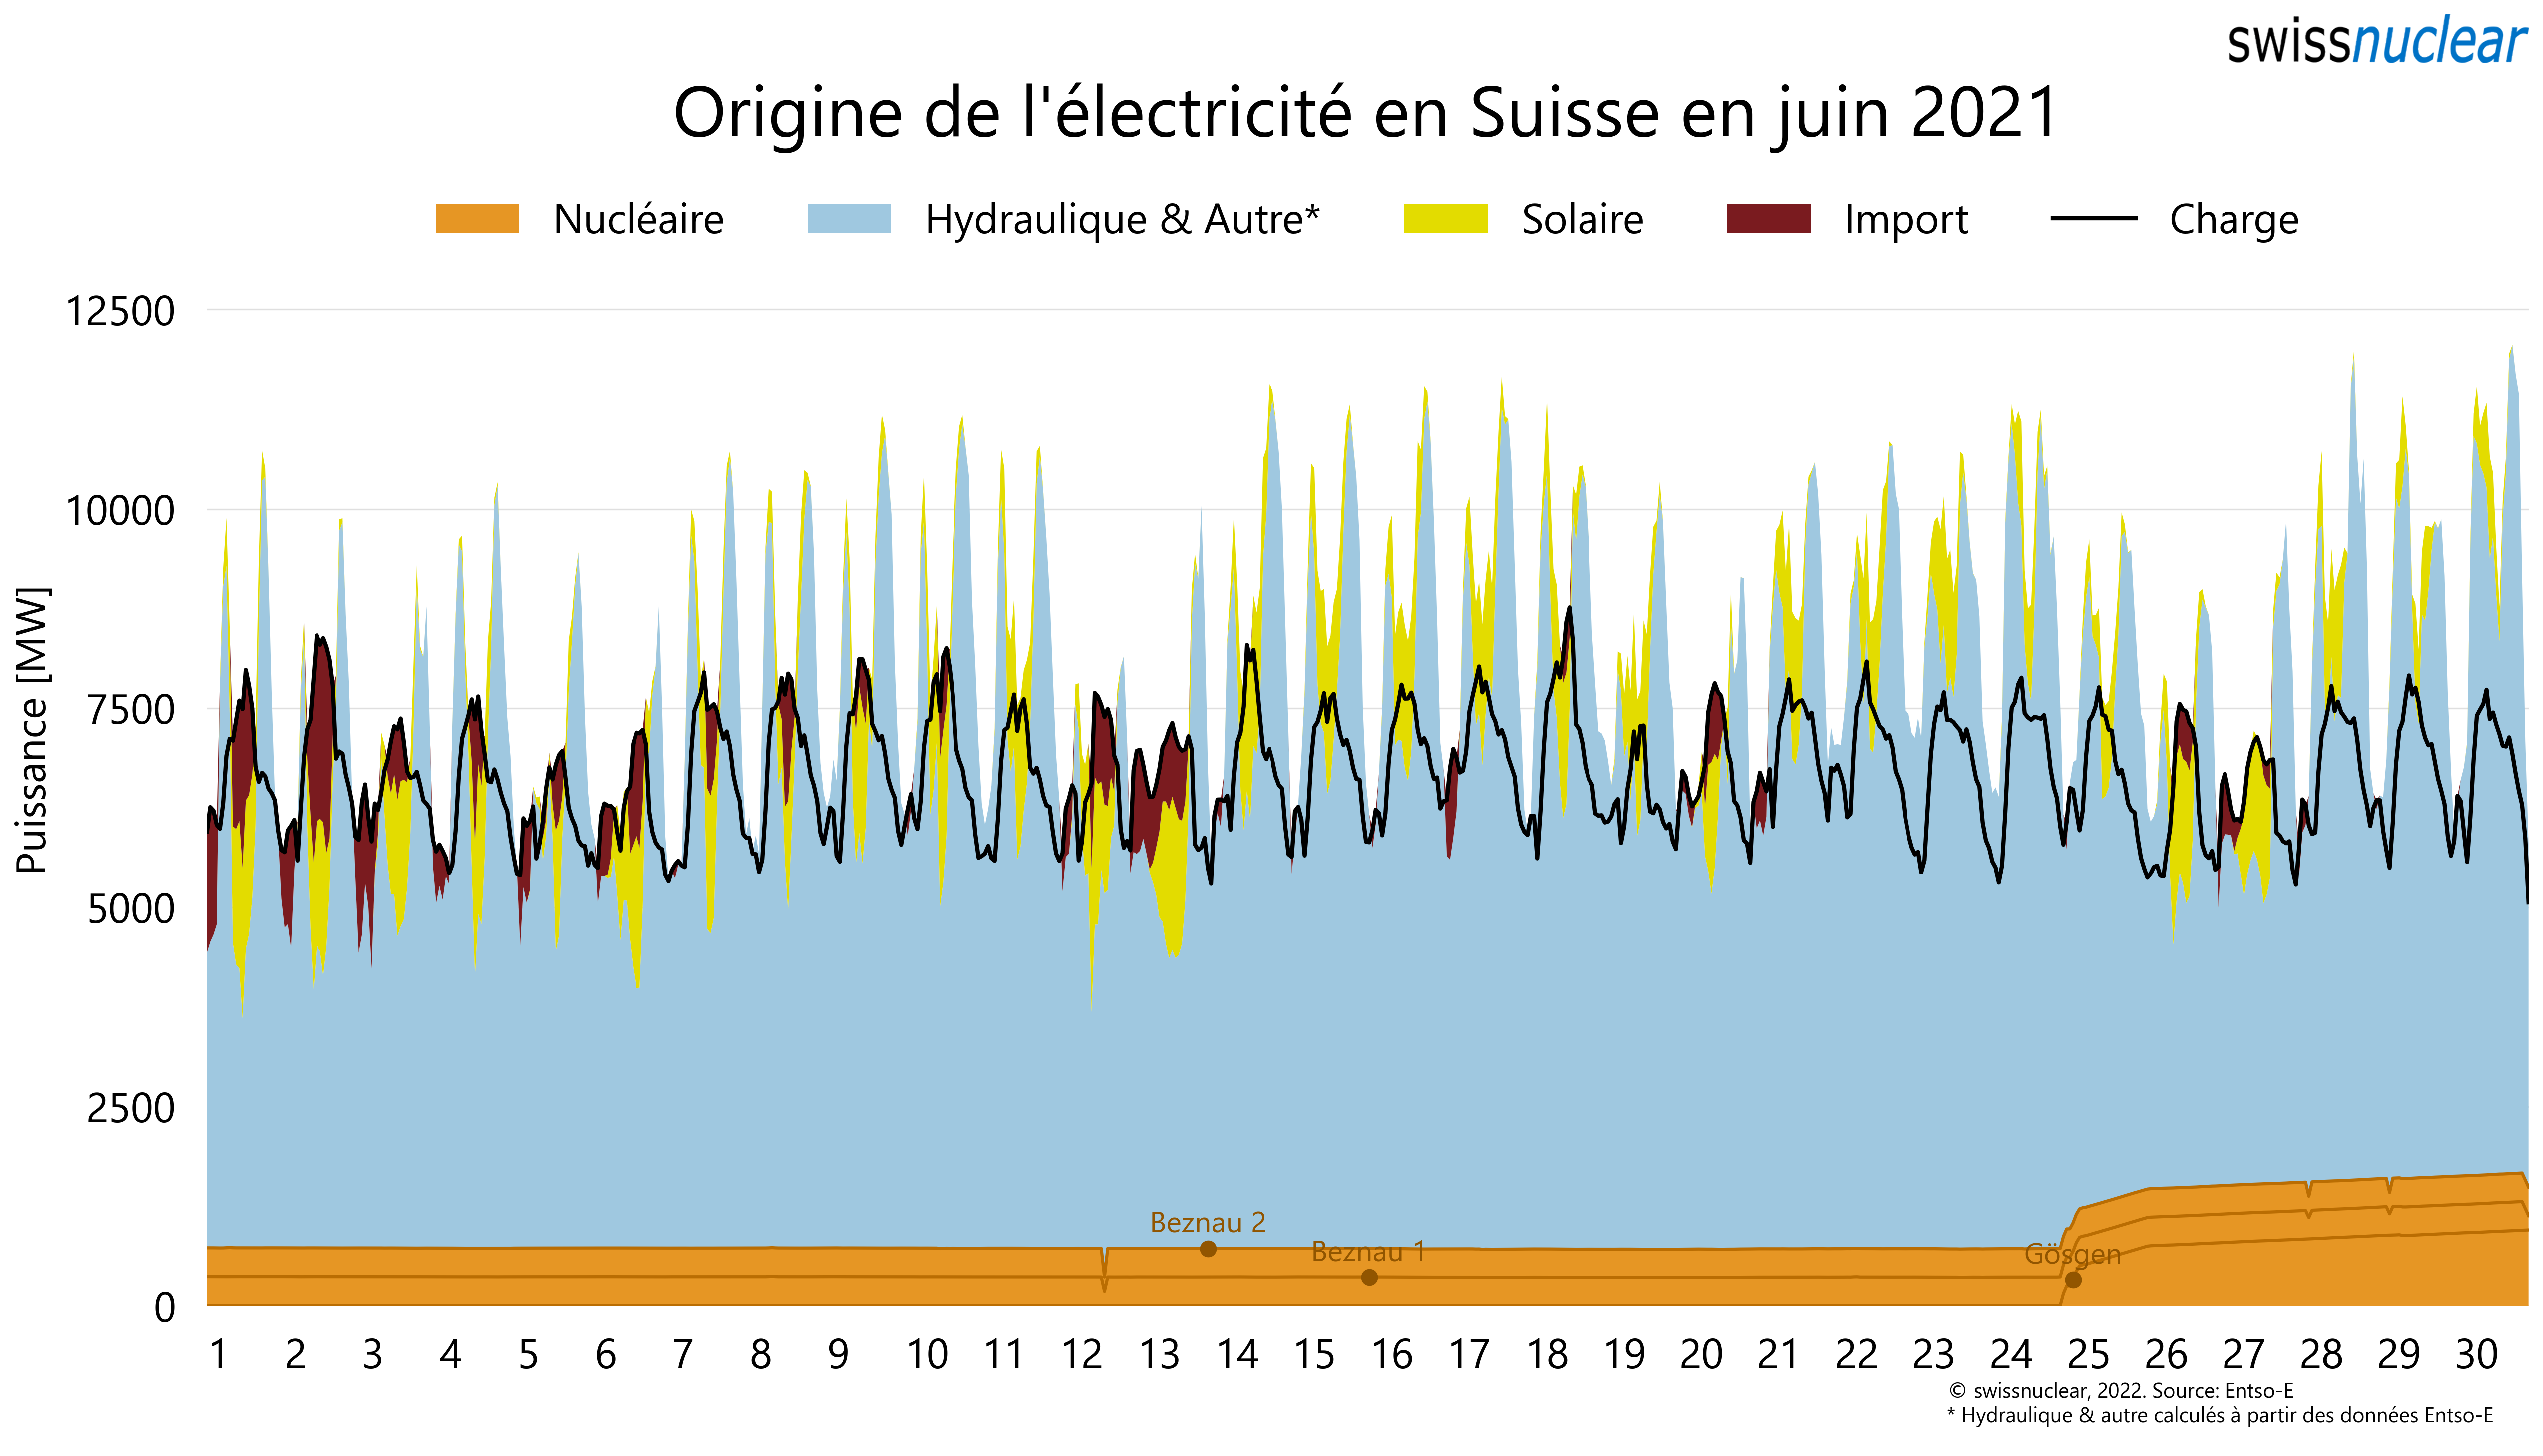 swissnuclear
Origine de l'électricité en Suisse en juin 2021
Nucléaire Hydraulique & Autre* Solaire Import Charge
Puissance [MW]
12500
10000
7500
5000
2500
0
Beznau 2
Beznau 1
Gösgen
1 2 3 4 5 6 7 8 9 10 11 12 13 14 15 16 17 18 19 20 21 22 23 24 25 26 27 28 29 30
© swissnuclear, 2022. Source: Entso-E
* Hydraulique & autre calculés à partir des données Entso-E